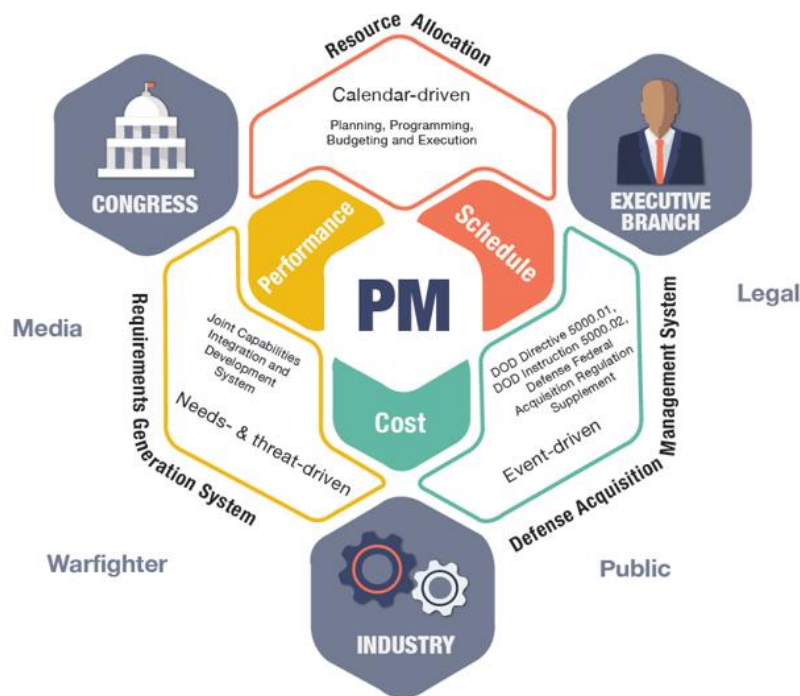 Resource Allocation
Calendar-driven
Planning, Programming,
Budgeting and Execution
CONGRESS
EXECUTIVE
BRANCH
Performance
Schedule
PM
Cost
Media
Legal
Requirements Generation System
Joint Capabilities
Integration and
Development
System
Needs- & threat-driven
DOD Directive 5000.01,
DOD Instruction 5000.02,
Defense Federal
Acquisition Regulation
Supplement
Event-driven
Defense Acquisition Management System
Warfighter
Public
INDUSTRY